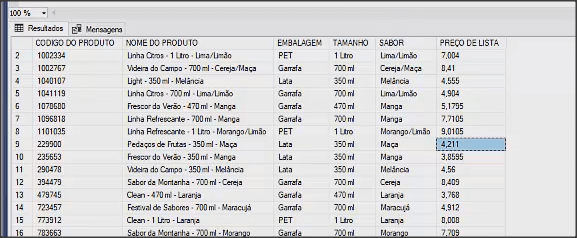 100 %
Resultados Mensagens
CODIGO DO PRODUTO NOME DO PRODUTO EMBALAGEM TAMANHO SABOR PREÇO DE LISTA
2 1002334 Linha Citros - 1 Litro - Lima/Limão PET 1 Litro Lima/Limão 7,004
3 1002767 Videira do Campo - 700 ml - Cereja/Maça Garrafa 700 ml Cereja/Maça 8,41
4 1040107 Light - 350 ml - Melância Lata 350 ml Melância 4,555
5 1041119 Linha Citros - 700 ml - Lima/Limão Garrafa 700 ml Lima/Limão 4,904
6 1078680 Frescor do Verão - 470 ml - Manga Garrafa 470 ml Manga 5,1795
7 1096818 Linha Refrescante - 700 ml - Manga Garrafa 700 ml Manga 7,7105
8 1101035 Linha Refrescante - 1 Litro - Morango/Limão PET 1 Litro Morango/Limão 9,0105
9 229900 Pedaços de Frutas - 350 ml - Maça Lata 350 ml Maça 4,211
10 235653 Frescor do Verão - 350 ml - Manga Lata 350 ml Manga 3,8595
11 290478 Videira do Campo - 350 ml - Melância Lata 350 ml Melância 4,56
12 394479 Sabor da Montanha - 700 ml - Cereja Garrafa 700 ml Cereja 8,409
13 479745 Clean - 470 ml - Laranja Garrafa 470 ml Laranja 3,768
14 723457 Festival de Sabores - 700 ml - Maracujá Garrafa 700 ml Maracujá 4,912
15 773912 Clean - 1 Litro - Laranja PET 1 Litro Laranja 8,008
16 783663 Sabor da Montanha - 700 ml - Morango Garrafa 700 ml Morango 7,709